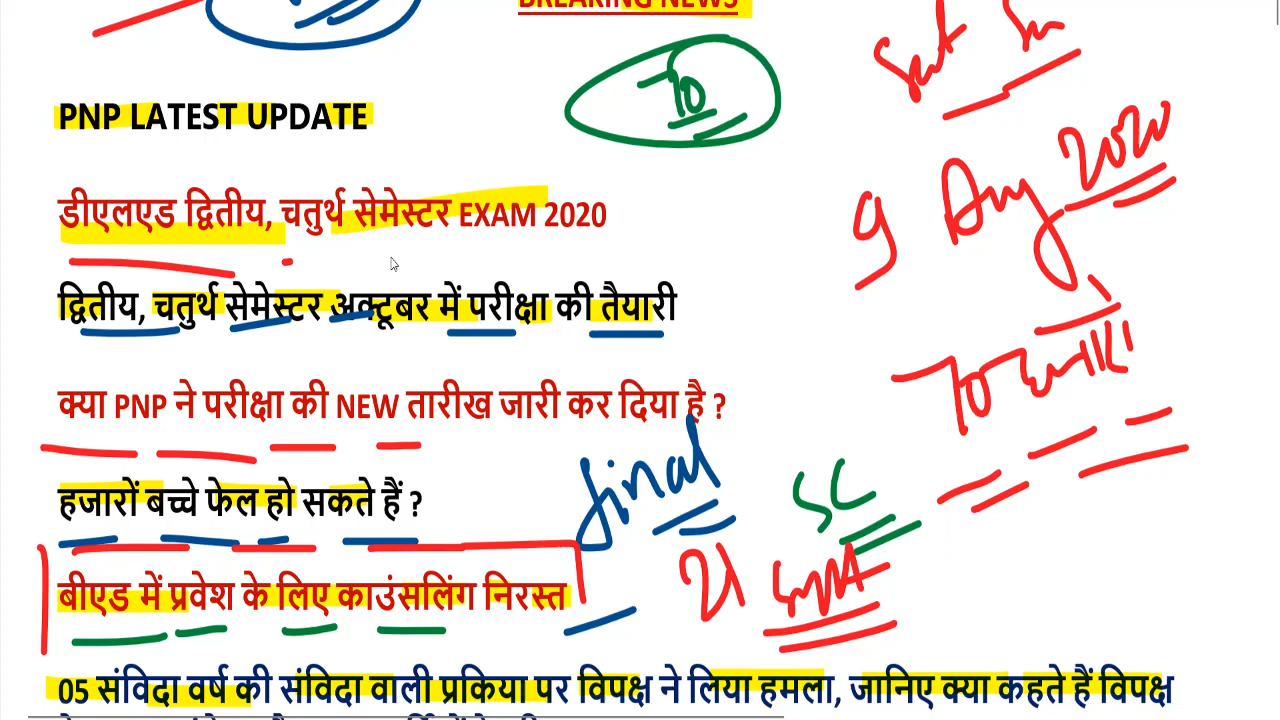 BREAKING NEWS
PNP LATEST UPDATE
डीएलएड द्वितीय, चतुर्थ सेमेस्टर EXAM 2020
9 Aug 2020
द्वितीय, चतुर्थ सेमेस्टर अक्टूबर में परीक्षा की तैयारी
क्या PNP ने परीक्षा की NEW तारीख जारी कर दिया है ?
final
हजारों बच्चे फेल हो सकते हैं ?
SC
बीएड में प्रवेश के लिए काउंसलिंग निरस्त
21 Sept
05 संविदा वर्ष की संविदा वाली प्रकिया पर विपक्ष ने लिया हमला, जानिए क्या कहते हैं विपक्ष